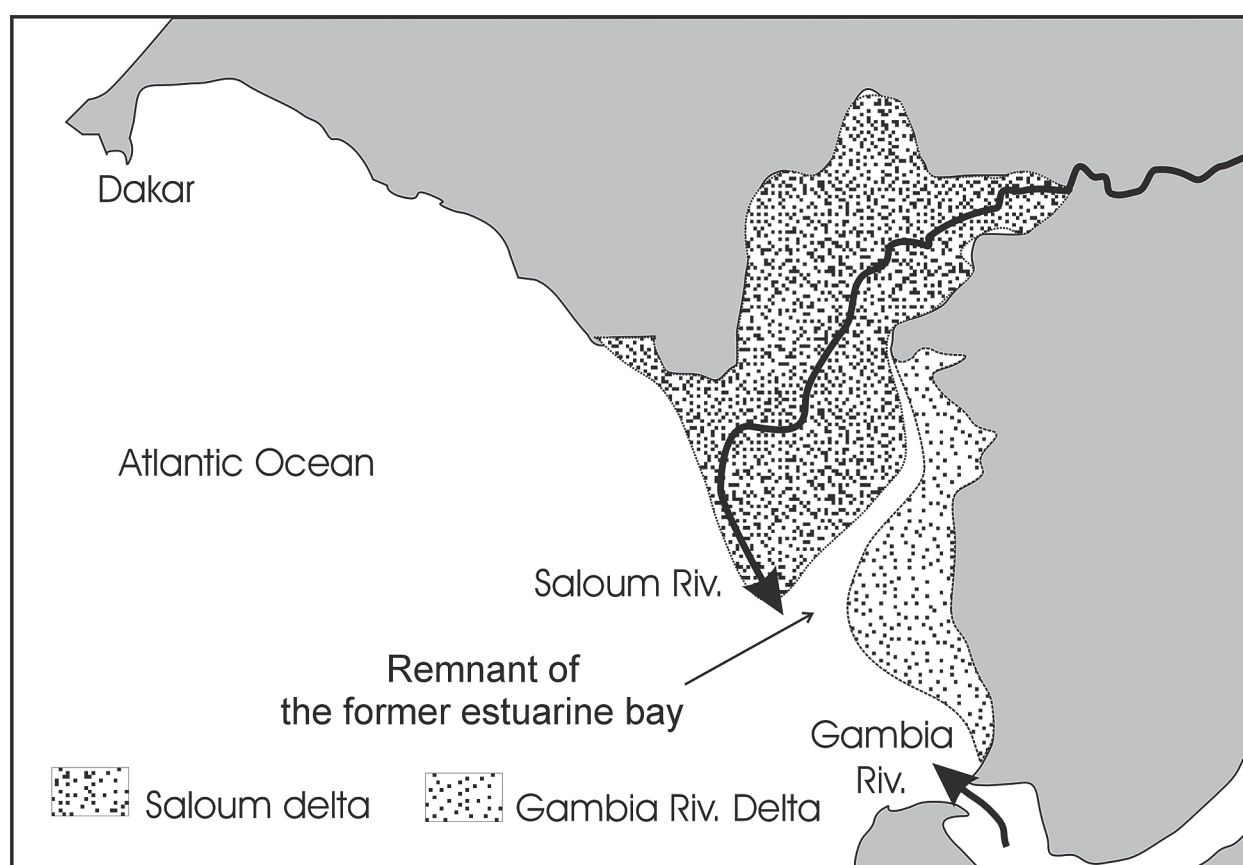 Dakar
Atlantic Ocean
Saloum Riv.
Remnant of
the former estuarine bay
Gambia
Riv.
Saloum delta
Gambia Riv. Delta